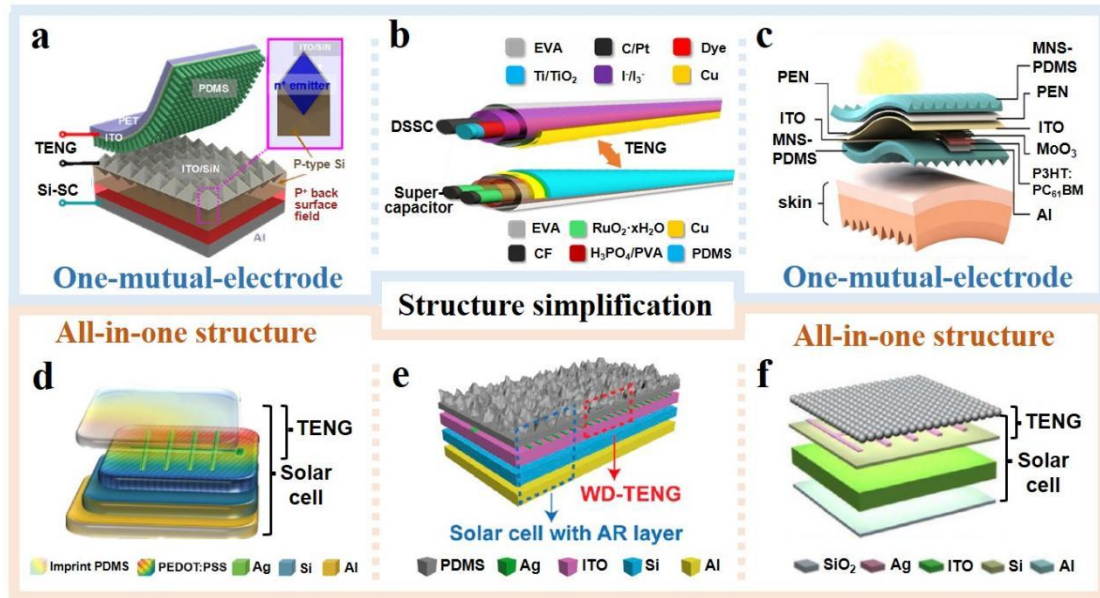 a
ITO/SiN
n⁺ emitter
PDMS
PET
ITO
TENG
ITO/SiN
P-type Si
Si-SC
P⁺ back
surface
field
Al
One-mutual-electrode
b
EVA
C/Pt
Dye
Ti/TiO₂
I⁻/I₃⁻
Cu
DSSC
TENG
Super-
capacitor
EVA
RuO₂·xH₂O
Cu
CF
H₃PO₄/PVA
PDMS
c
MNS-
PDMS
PEN
PEN
ITO
ITO
MNS-
PDMS
MoO₃
P3HT:
PC₆₁BM
skin
Al
One-mutual-electrode
Structure simplification
All-in-one structure
d
TENG
Solar
cell
Imprint PDMS
PEDOT:PSS
Ag
Si
Al
e
WD-TENG
Solar cell with AR layer
PDMS
Ag
ITO
Si
Al
All-in-one structure
f
TENG
Solar
cell
SiO₂
Ag
ITO
Si
Al